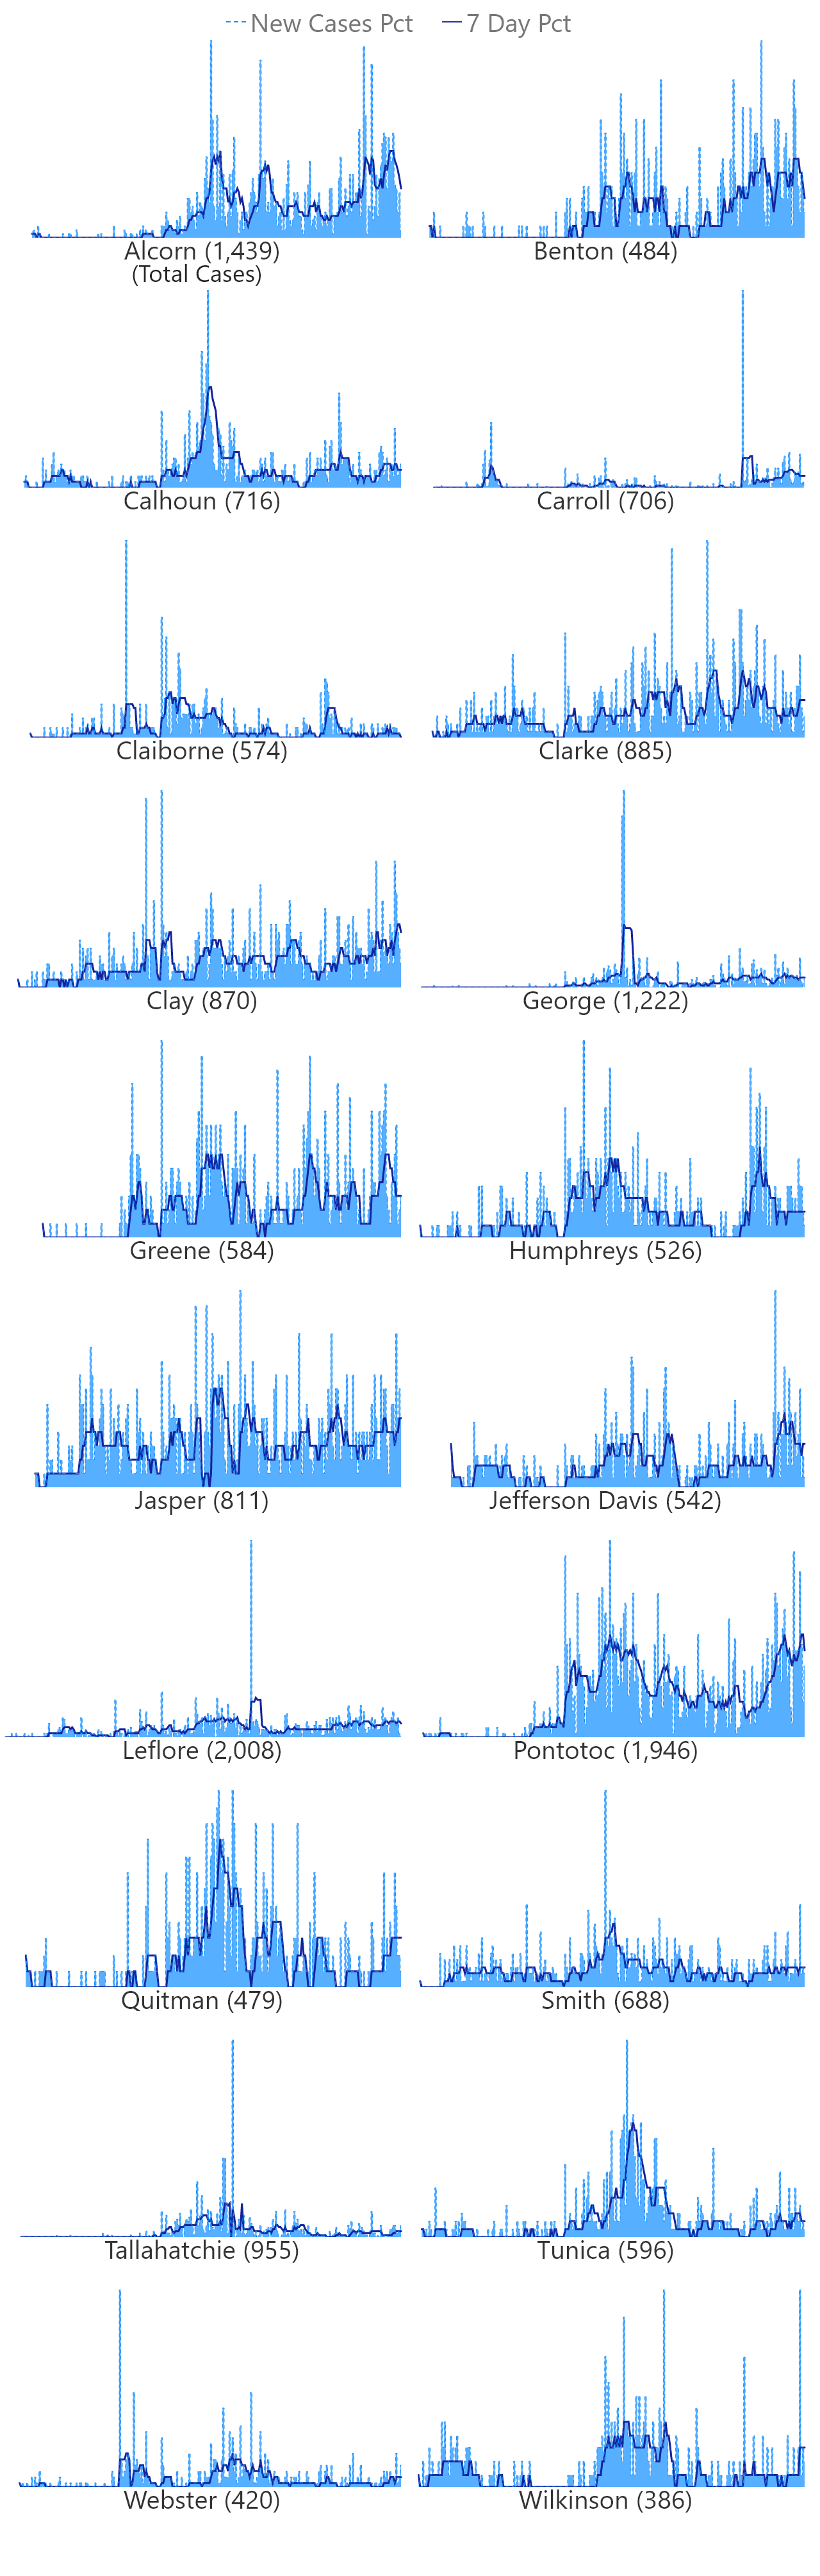 New Cases Pct 7 Day Pct
Alcorn (1,439) Benton (484)
(Total Cases)
Calhoun (716) Carroll (706)
Claiborne (574) Clarke (885)
Clay (870) George (1,222)
Greene (584) Humphreys (526)
Jasper (811) Jefferson Davis (542)
Leflore (2,008) Pontotoc (1,946)
Quitman (479) Smith (688)
Tallahatchie (955) Tunica (596)
Webster (420) Wilkinson (386)